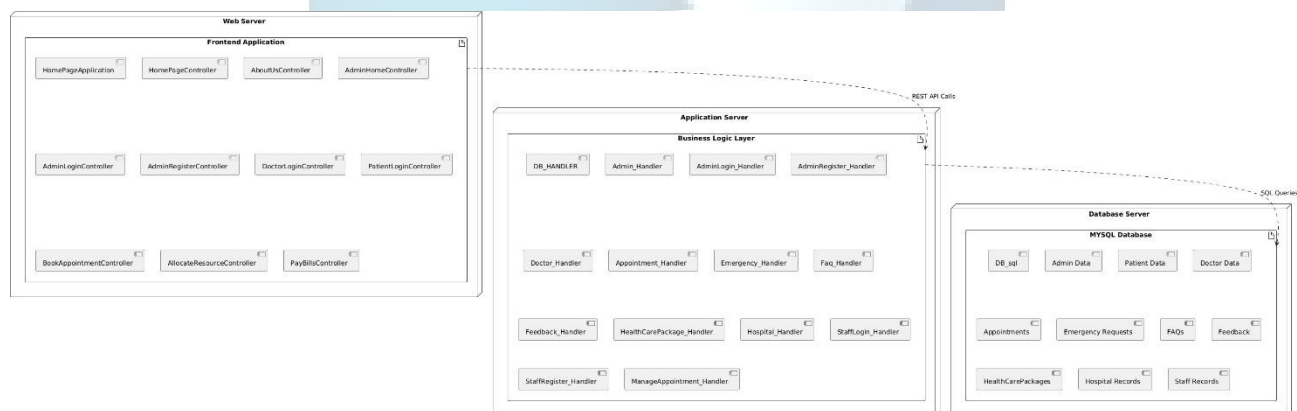 Web Server
Frontend Application
HomePageApplication
HomePageController
AboutUsController
AdminHomeController
AdminLoginController
AdminRegisterController
DoctorLoginController
PatientLoginController
BookAppointmentController
AllocateResourceController
PayBillsController
REST API Calls
Application Server
Business Logic Layer
DB_HANDLER
Admin_Handler
AdminLogin_Handler
AdminRegister_Handler
Doctor_Handler
Appointment_Handler
Emergency_Handler
Faq_Handler
Feedback_Handler
HealthCarePackage_Handler
Hospital_Handler
StaffLogin_Handler
StaffRegister_Handler
ManageAppointment_Handler
SQL Queries
Database Server
MYSQL Database
DB_sql
Admin Data
Patient Data
Doctor Data
Appointments
Emergency Requests
FAQs
Feedback
HealthCarePackages
Hospital Records
Staff Records